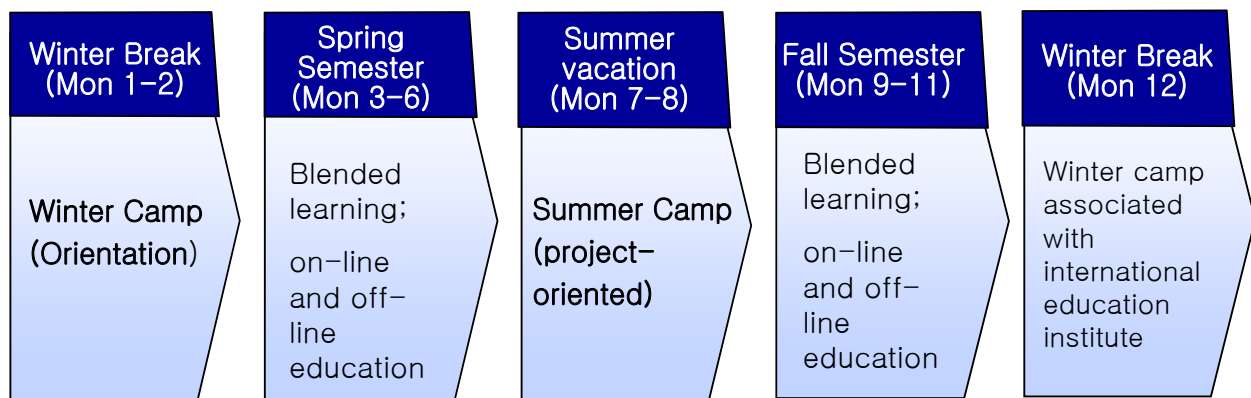 Winter Break
(Mon 1-2)
Winter Camp
(Orientation)
Spring
Semester
(Mon 3-6)
Blended
learning;
on-line
and off-
line
education
Summer
vacation
(Mon 7-8)
Summer Camp
(project-
oriented)
Fall Semester
(Mon 9-11)
Blended
learning;
on-line
and off-
line
education
Winter Break
(Mon 12)
Winter camp
associated
with
international
education
institute